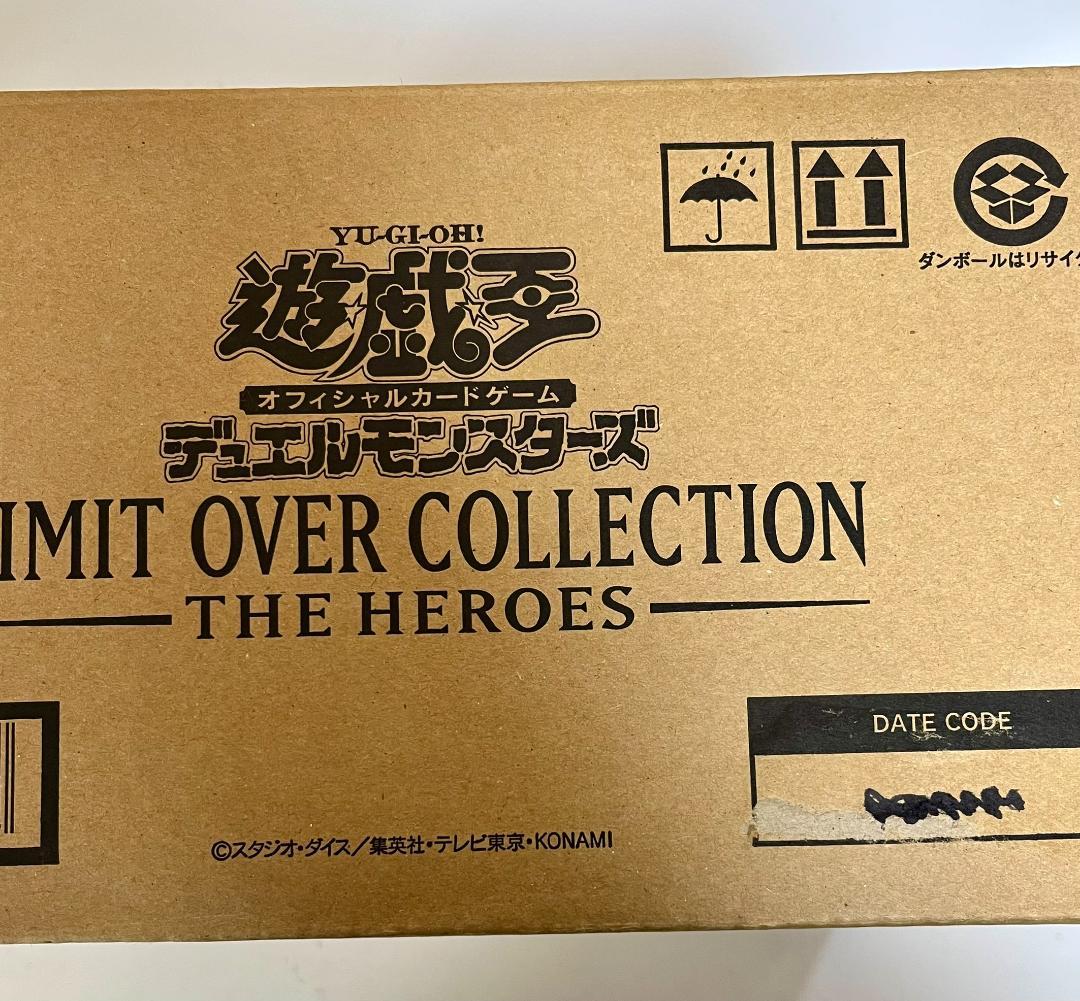 YU-GI-OH!
遊戯王
オフィシャルカードゲーム
デュエルモンスターズ
IMIT OVER COLLECTION
THE HEROES
ダンボールはリサイク
DATE CODE
©スタジオ・ダイス/集英社・テレビ東京・KONAMI